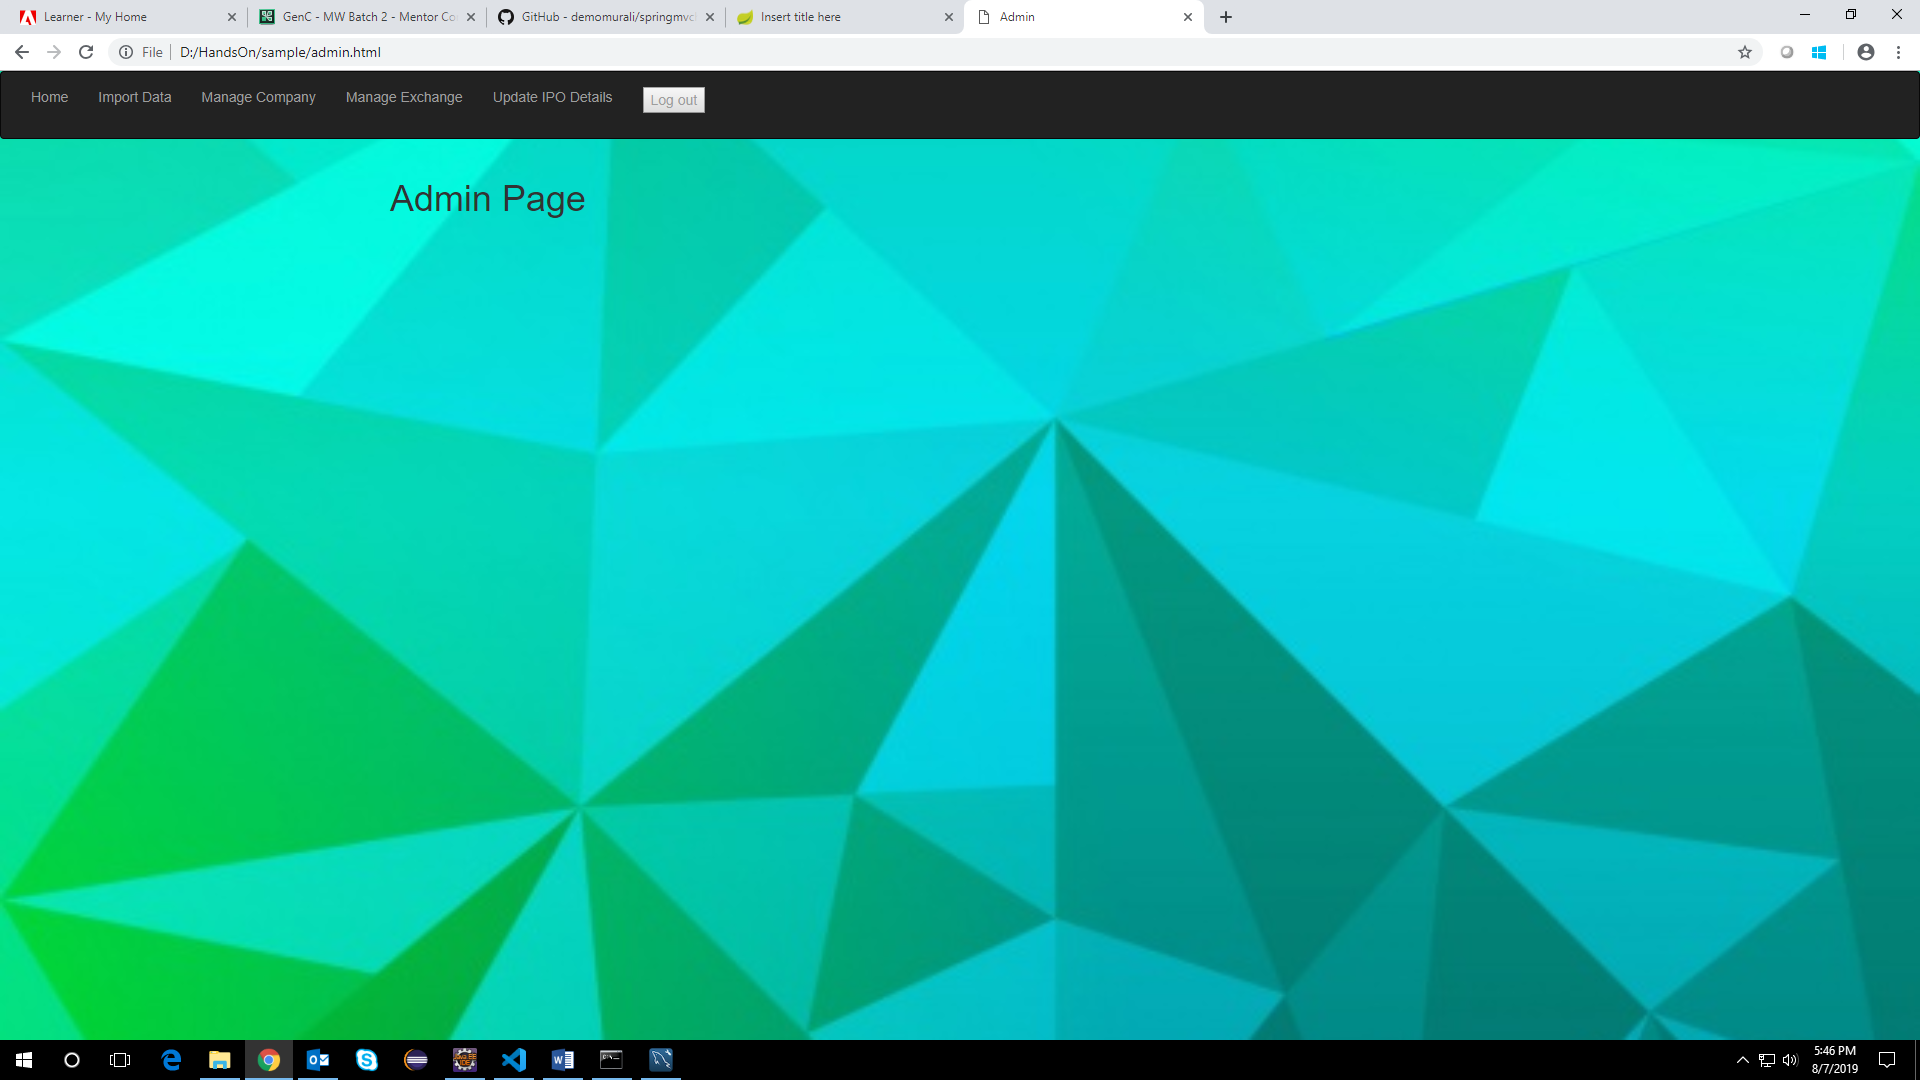 Learner - My Home
GenC - MW Batch 2 - Mentor Co
GitHub - demomurali/springmvc
Insert title here
Admin
File
D:/HandsOn/sample/admin.html
Home
Import Data
Manage Company
Manage Exchange
Update IPO Details
Log out
Admin Page
5:46 PM
8/7/2019